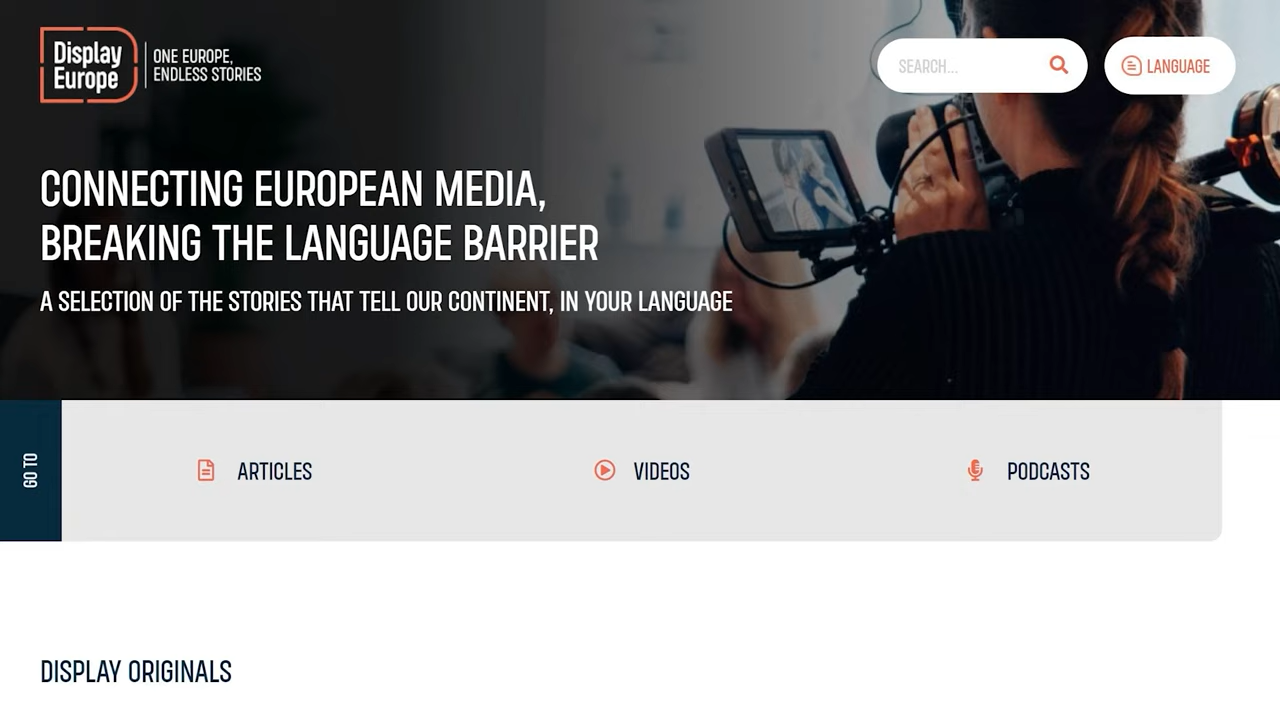 Display
Europe
ONE EUROPE,
ENDLESS STORIES
SEARCH...
LANGUAGE
CONNECTING EUROPEAN MEDIA,
BREAKING THE LANGUAGE BARRIER
A SELECTION OF THE STORIES THAT TELL OUR CONTINENT, IN YOUR LANGUAGE
GO TO
ARTICLES
VIDEOS
PODCASTS
DISPLAY ORIGINALS